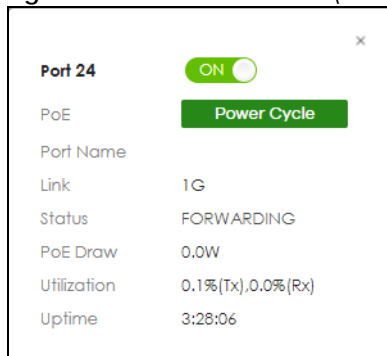 ×
Port 24 ON
PoE Power Cycle
Port Name
Link 1G
Status FORWARDING
PoE Draw 0.0W
Utilization 0.1%(Tx),0.0%(Rx)
Uptime 3:28:06